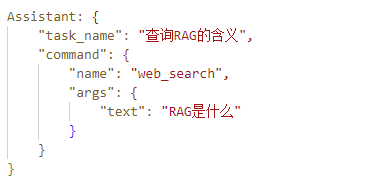 Assistant: {
    "task_name": "查询RAG的含义",
    "command": {
        "name": "web_search",
        "args": {
            "text": "RAG是什么"
        }
    }
}